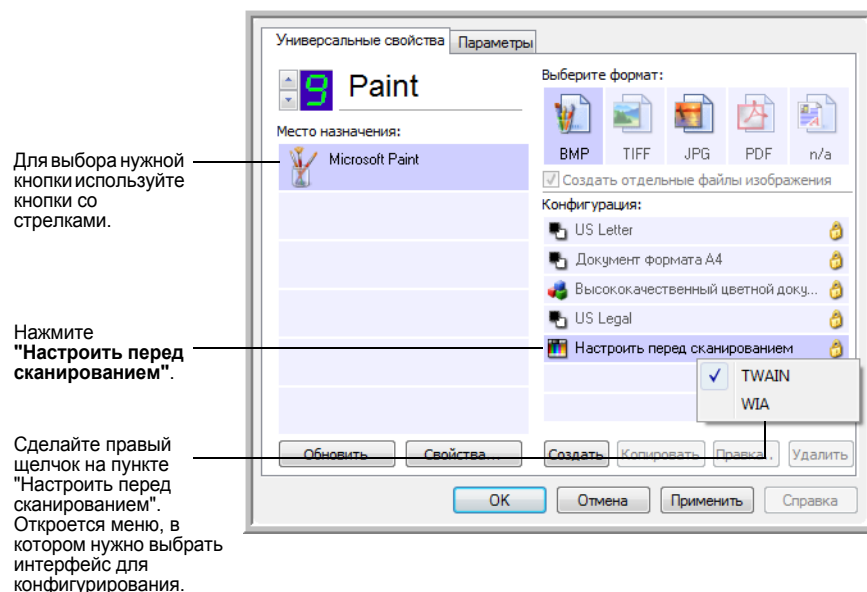 Универсальные свойства
Параметры
9
Paint
Место назначения:
Microsoft Paint
Выберите формат:
BMP
TIFF
JPG
PDF
n/a
Создать отдельные файлы изображения
Конфигурация:
US Letter
Документ формата A4
Высококачественный цветной доку...
US Legal
Настроить перед сканированием
TWAIN
WIA
Обновить
Свойства...
Создать
Копировать
Правка...
Удалить
OK
Отмена
Применить
Справка
Для выбора нужной
кнопки используйте
кнопки со
стрелками.
Нажмите
"Настроить перед
сканированием".
Сделайте правый
щелчок на пункте
"Настроить перед
сканированием".
Откроется меню, в
котором нужно выбрать
интерфейс для
конфигурирования.